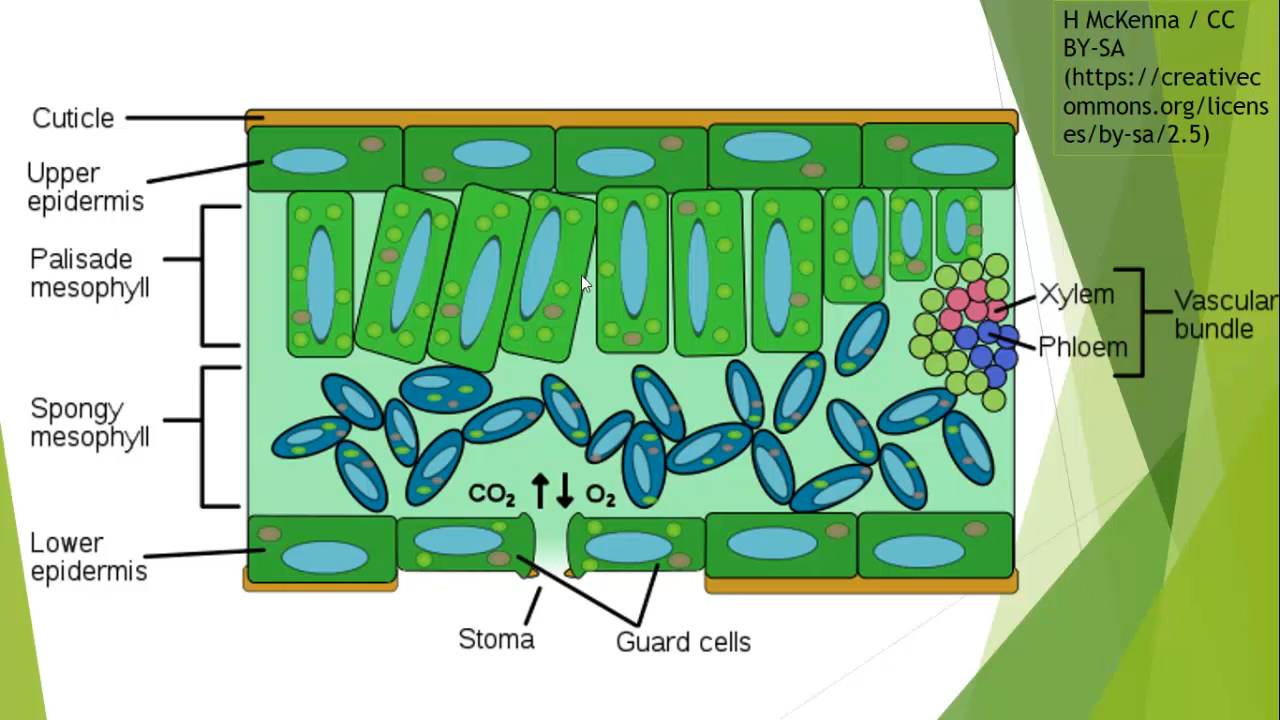 H McKenna / CC
BY-SA
(https://creativec
ommons.org/licens
es/by-sa/2.5)
Cuticle
Upper
epidermis
Palisade
mesophyll
Xylem
Phloem
Vascular
bundle
Spongy
mesophyll
CO₂
O₂
Lower
epidermis
Stoma
Guard cells